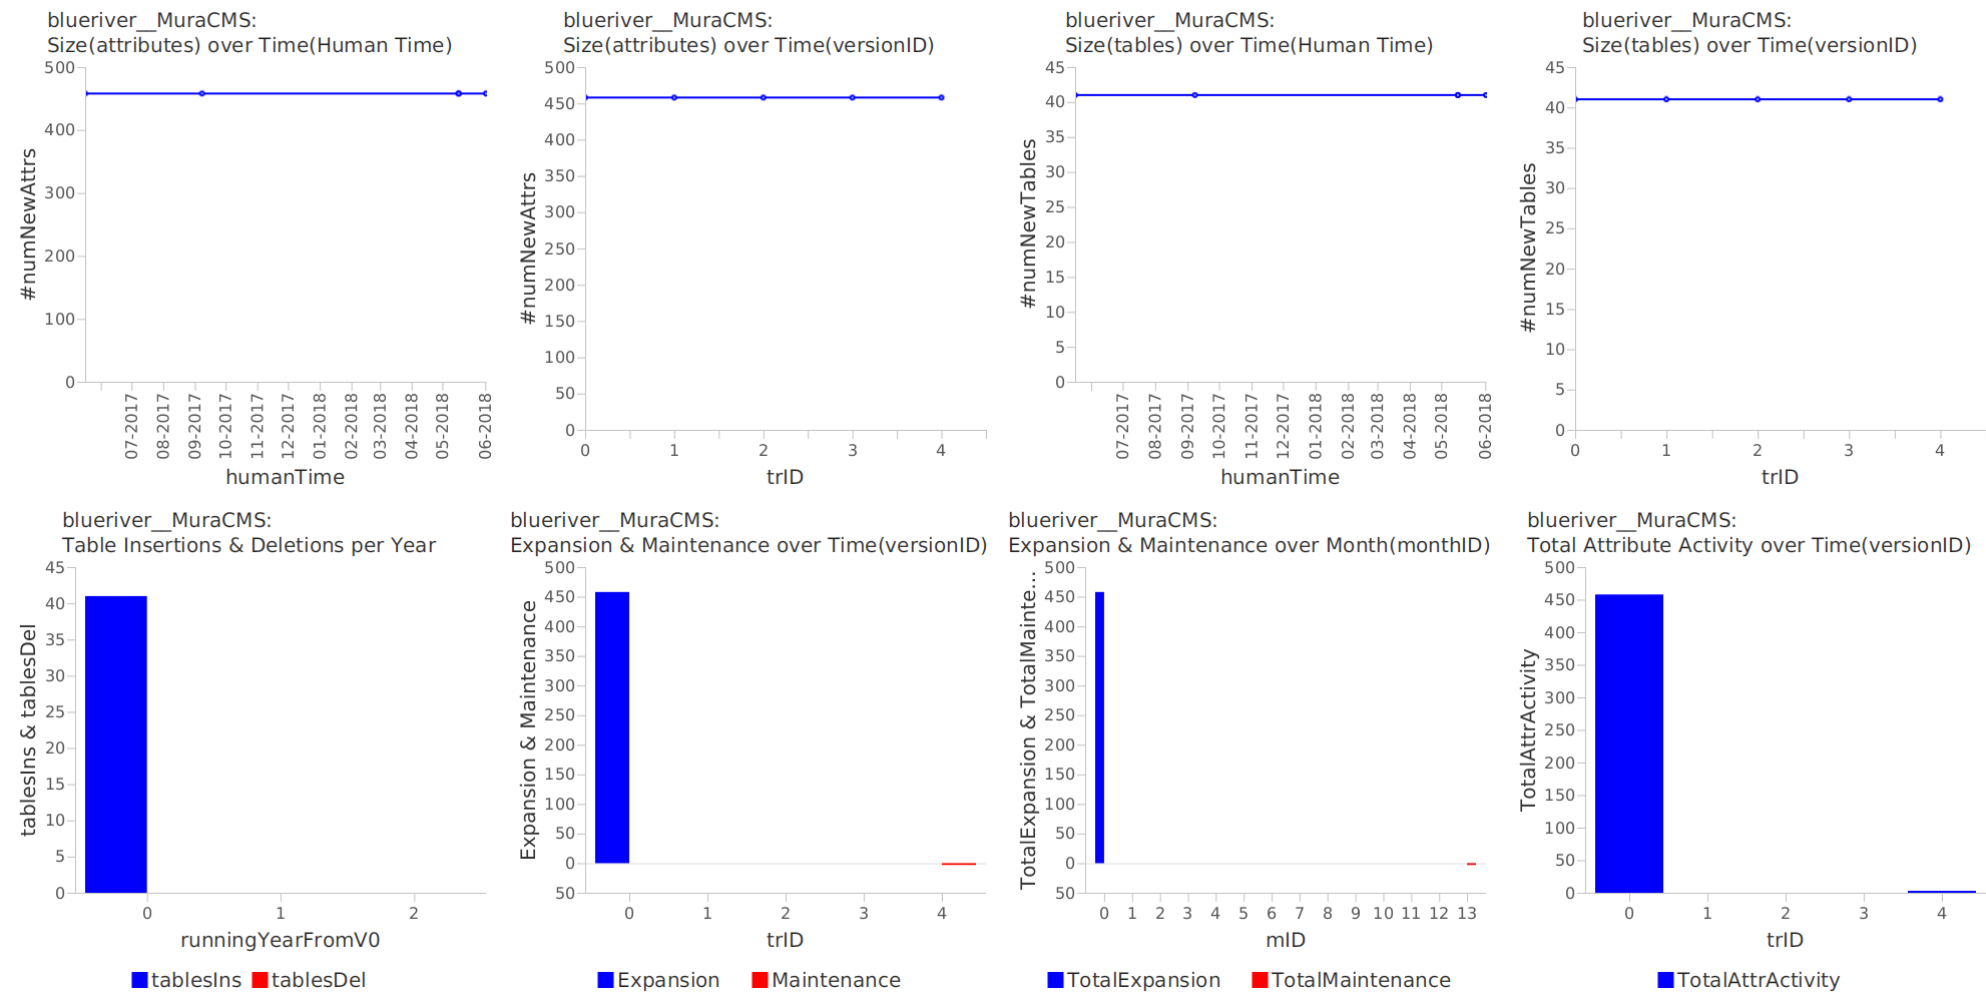 blueriver__MuraCMS:
Size(attributes) over Time(Human Time)
500
400
300
200
100
0
#numNewAttrs
07-2017
08-2017
09-2017
10-2017
11-2017
12-2017
01-2018
02-2018
03-2018
04-2018
05-2018
06-2018
humanTime
blueriver__MuraCMS:
Size(attributes) over Time(versionID)
500
450
400
350
300
250
200
150
100
50
0
#numNewAttrs
0 1 2 3 4
trID
blueriver__MuraCMS:
Size(tables) over Time(Human Time)
45
40
35
30
25
20
15
10
5
0
#numNewTables
07-2017
08-2017
09-2017
10-2017
11-2017
12-2017
01-2018
02-2018
03-2018
04-2018
05-2018
06-2018
humanTime
blueriver__MuraCMS:
Size(tables) over Time(versionID)
45
40
35
30
25
20
15
10
5
0
#numNewTables
0 1 2 3 4
trID
blueriver__MuraCMS:
Table Insertions & Deletions per Year
45
40
35
30
25
20
15
10
5
0
tablesIns & tablesDel
0 1 2
runningYearFromV0
tablesIns tablesDel
blueriver__MuraCMS:
Expansion & Maintenance over Time(versionID)
500
450
400
350
300
250
200
150
100
50
0
50
Expansion & Maintenance
0 1 2 3 4
trID
Expansion Maintenance
blueriver__MuraCMS:
Expansion & Maintenance over Month(monthID)
500
450
400
350
300
250
200
150
100
50
0
50
TotalExpansion & TotalMainte...
0 1 2 3 4 5 6 7 8 9 10 11 12 13
mID
TotalExpansion TotalMaintenance
blueriver__MuraCMS:
Total Attribute Activity over Time(versionID)
500
450
400
350
300
250
200
150
100
50
0
TotalAttrActivity
0 1 2 3 4
trID
TotalAttrActivity